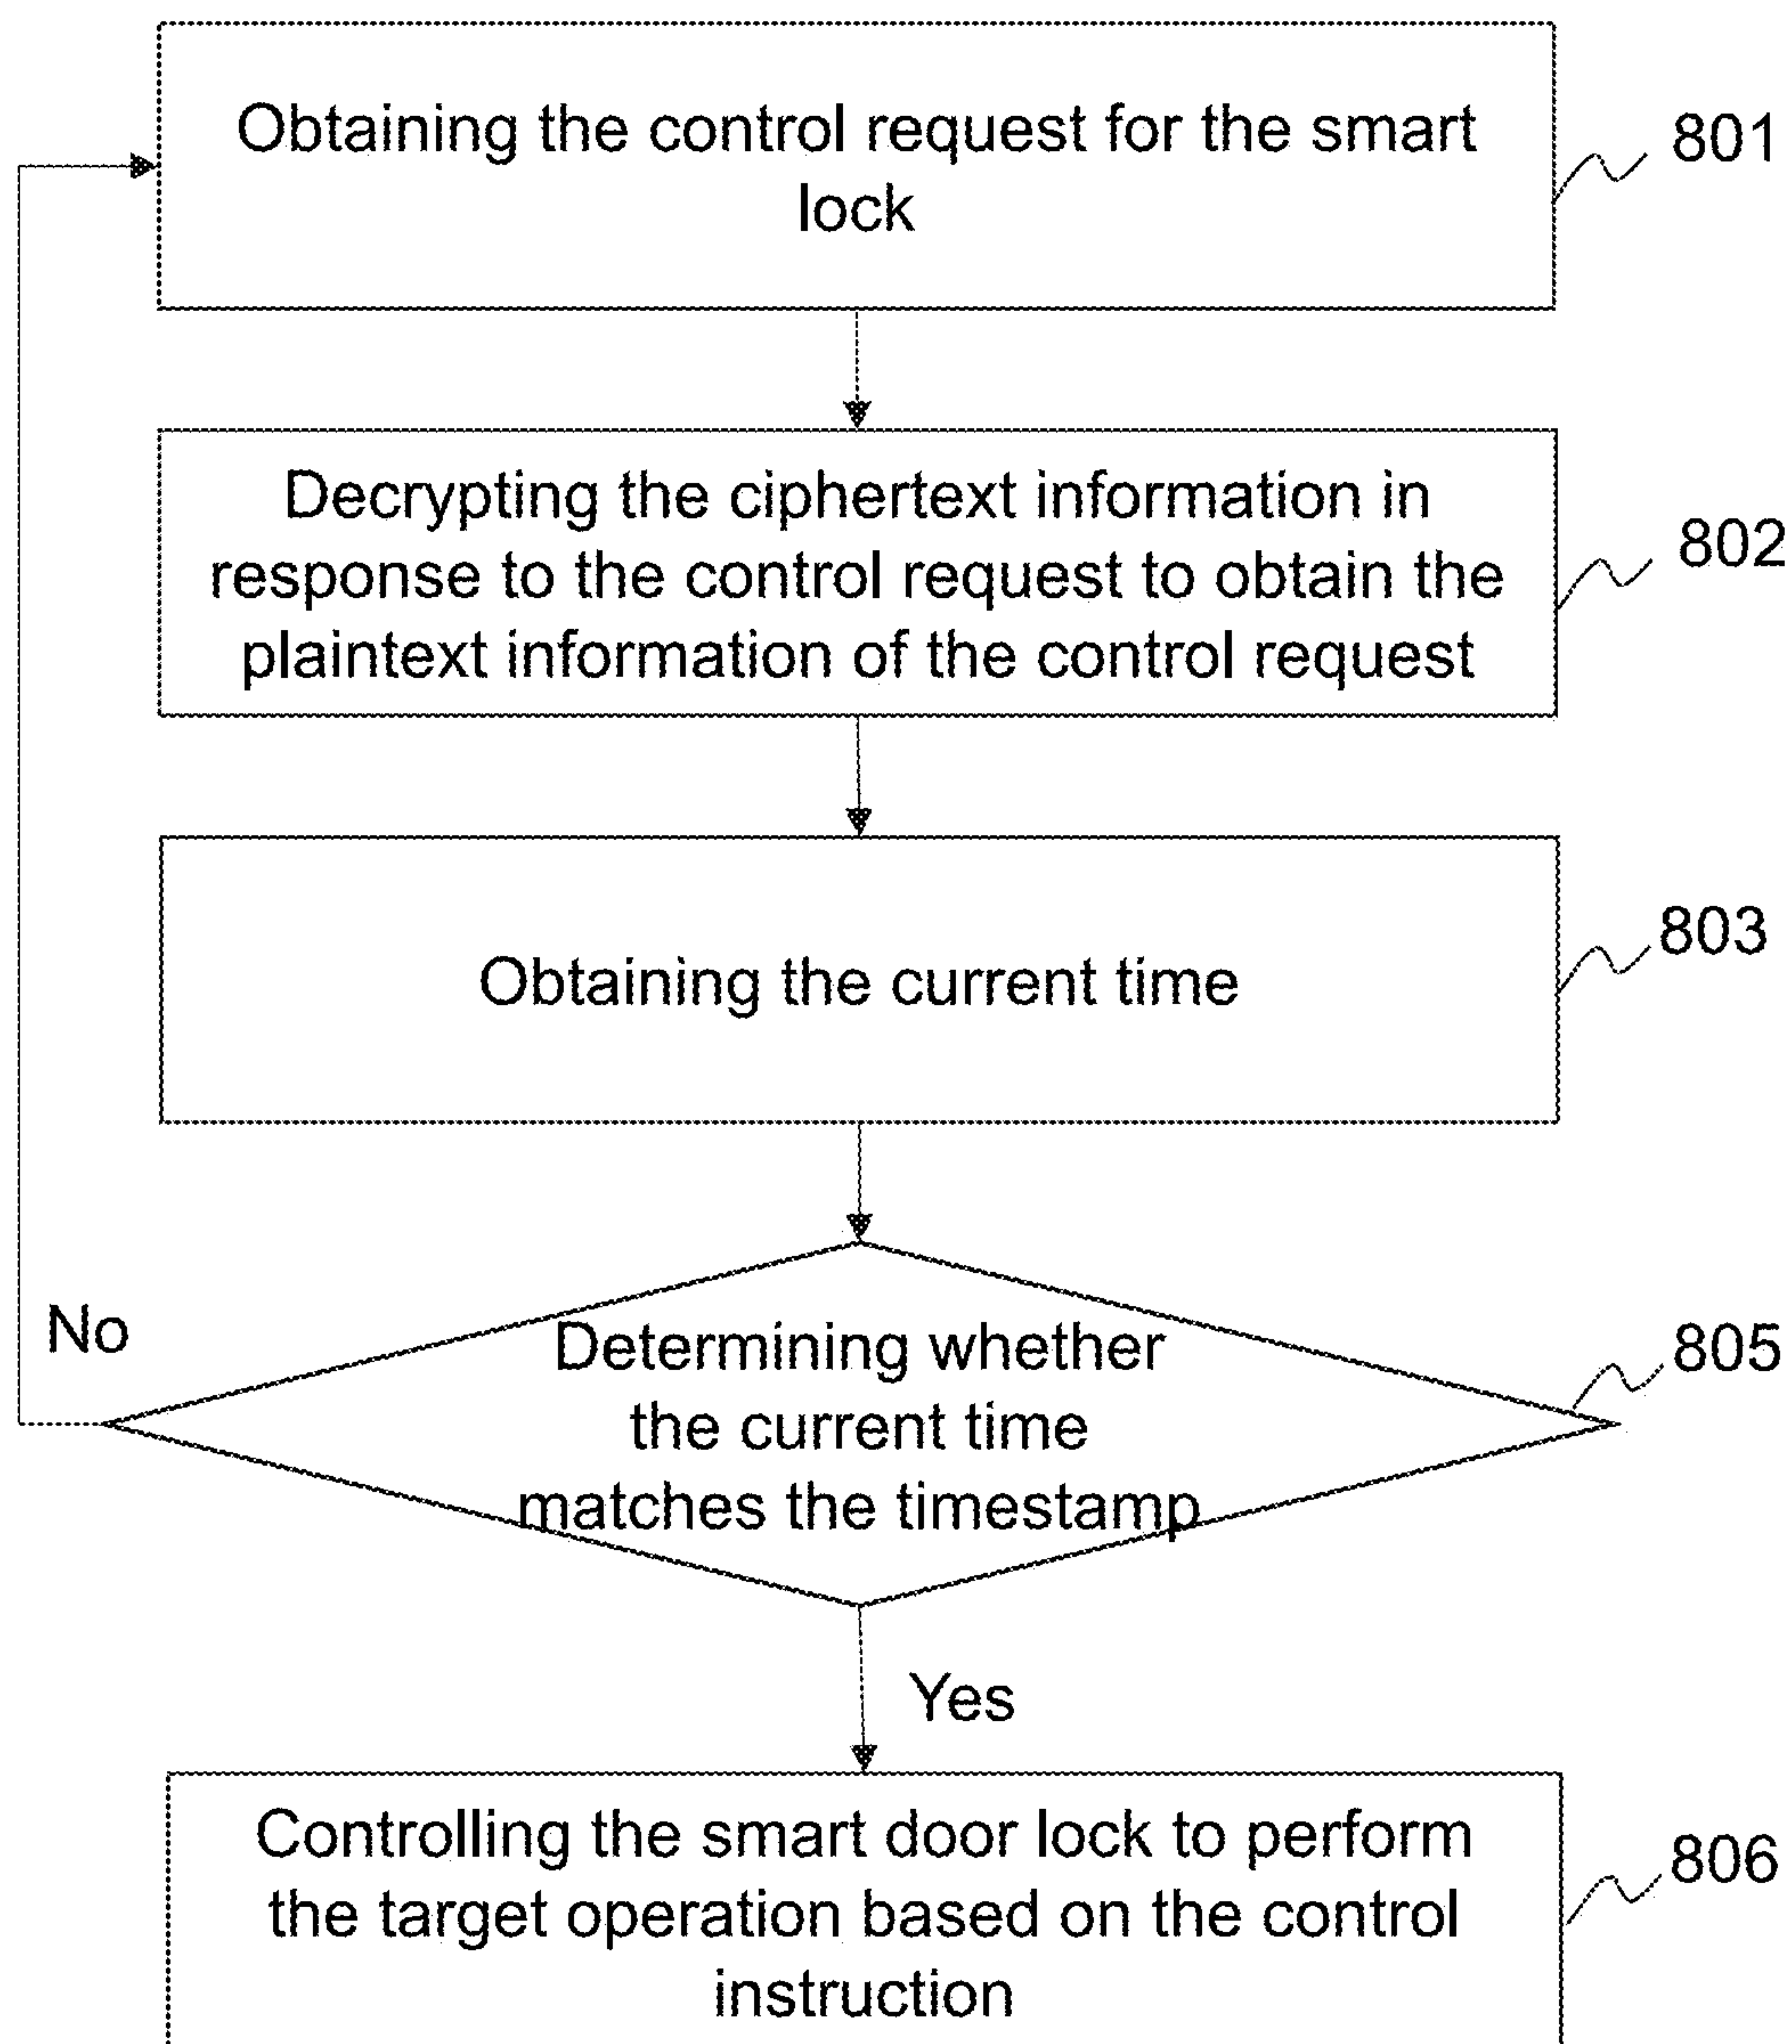 Obtaining the control request for the smart
lock
801
Decrypting the ciphertext information in
response to the control request to obtain the
plaintext information of the control request
802
Obtaining the current time
803
No
Determining whether
the current time
matches the timestamp
805
Yes
Controlling the smart door lock to perform
the target operation based on the control
instruction
806